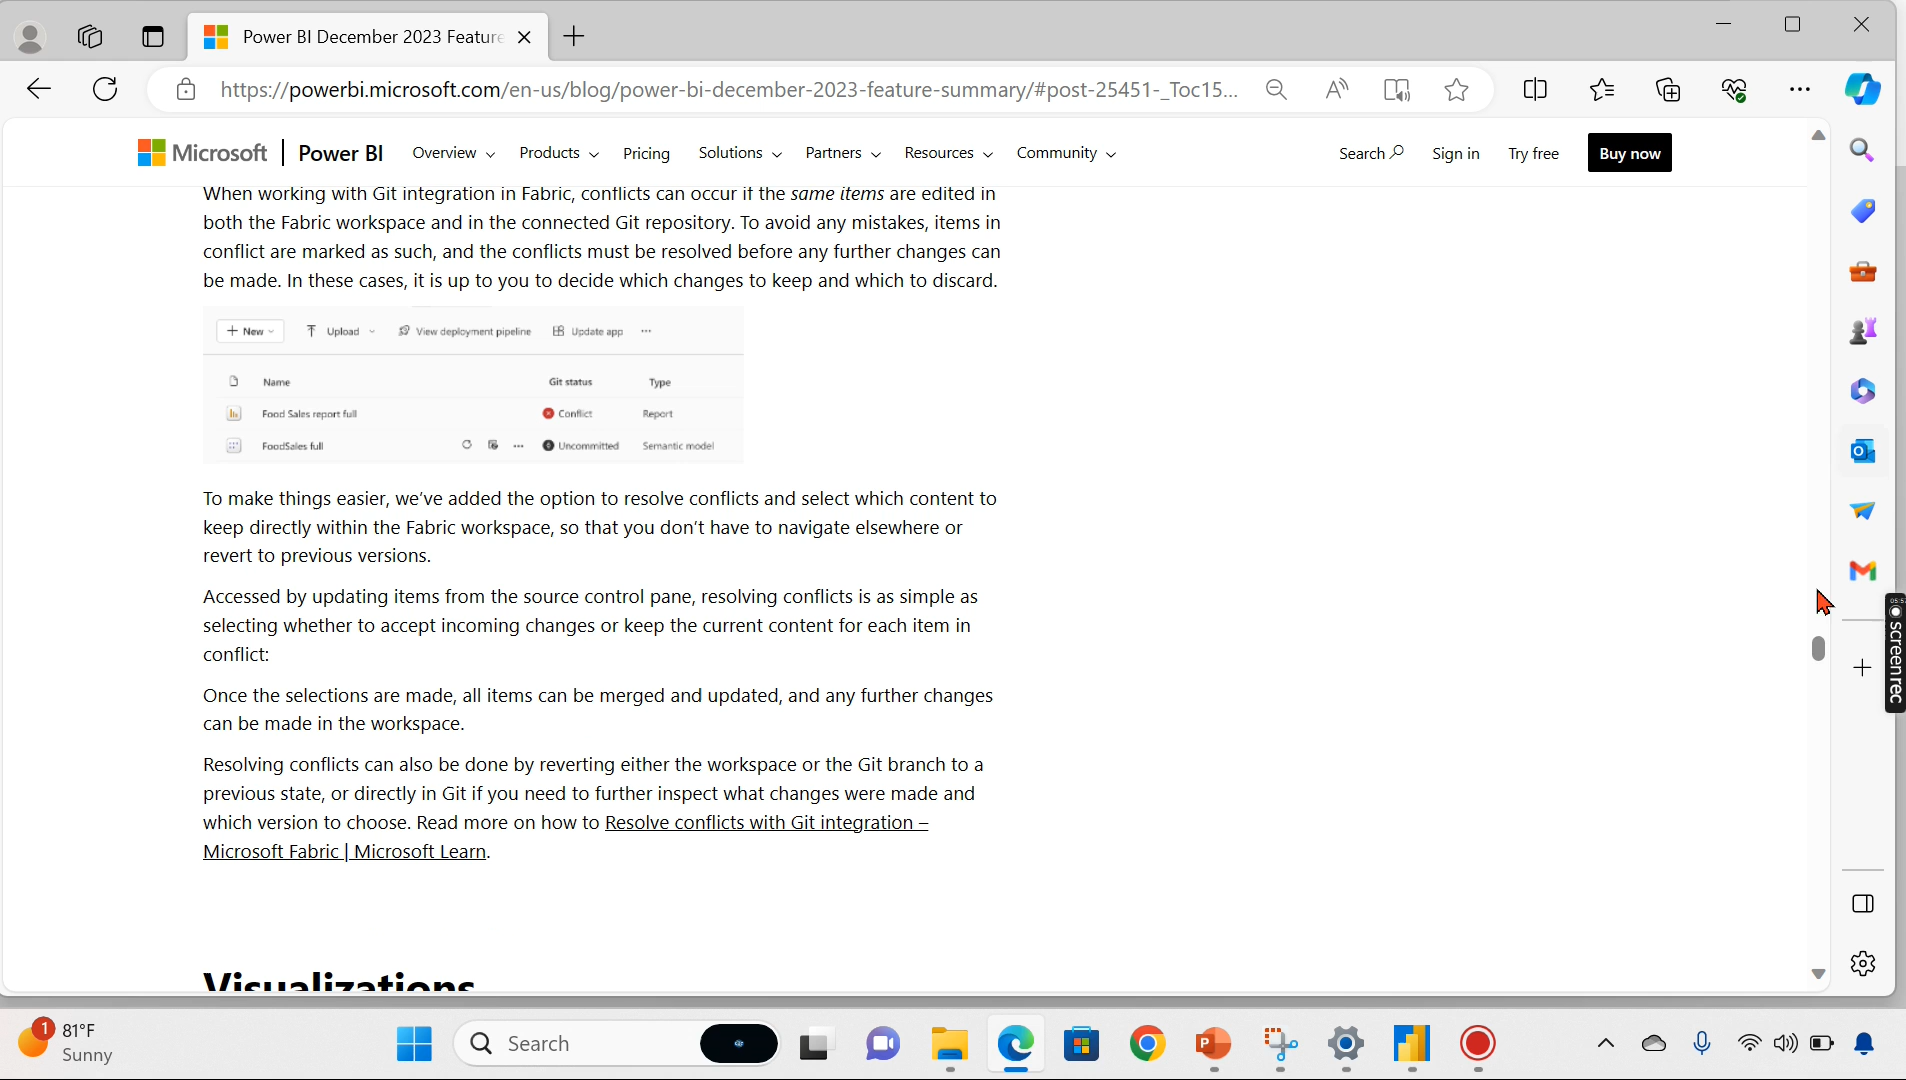 Power BI December 2023 Feature
https://powerbi.microsoft.com/en-us/blog/power-bi-december-2023-feature-summary/#post-25451-_Toc15...
Microsoft | Power BI Overview Products Pricing Solutions Partners Resources Community Search Sign in Try free Buy now
When working with Git integration in Fabric, conflicts can occur if the same items are edited in
both the Fabric workspace and in the connected Git repository. To avoid any mistakes, items in
conflict are marked as such, and the conflicts must be resolved before any further changes can
be made. In these cases, it is up to you to decide which changes to keep and which to discard.
+ New Upload View deployment pipeline Update app ...
Name Git status Type
Food Sales report full Conflict Report
FoodSales full ... Uncommitted Semantic model
To make things easier, we've added the option to resolve conflicts and select which content to
keep directly within the Fabric workspace, so that you don't have to navigate elsewhere or
revert to previous versions.
Accessed by updating items from the source control pane, resolving conflicts is as simple as
selecting whether to accept incoming changes or keep the current content for each item in
conflict:
Once the selections are made, all items can be merged and updated, and any further changes
can be made in the workspace.
Resolving conflicts can also be done by reverting either the workspace or the Git branch to a
previous state, or directly in Git if you need to further inspect what changes were made and
which version to choose. Read more on how to Resolve conflicts with Git integration –
Microsoft Fabric | Microsoft Learn.
Visualizations
screenrec
1 81°F
Sunny
Search